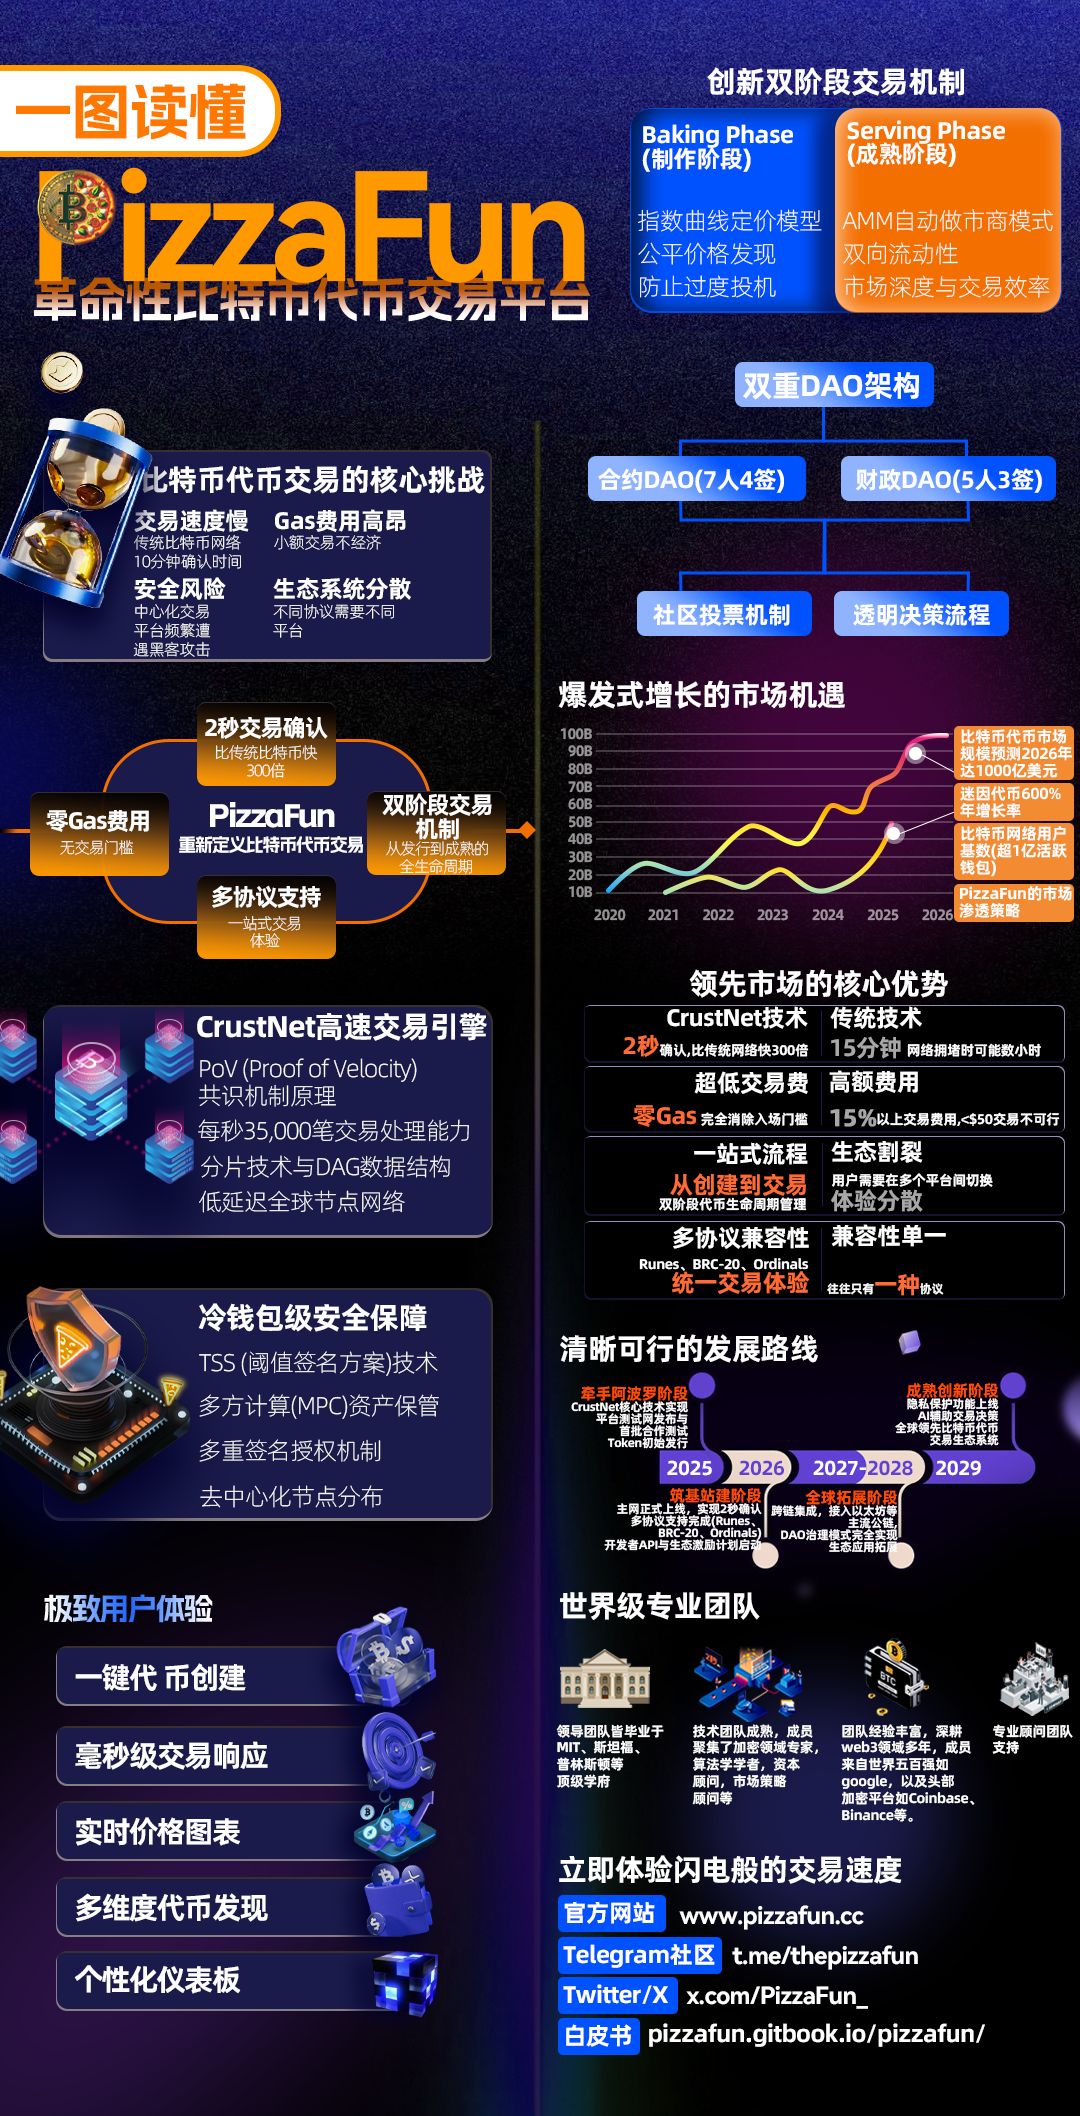 一图读懂
PizzaFun
革命性比特币代币交易平台
创新双阶段交易机制
Baking Phase
(制作阶段)
指数曲线定价模型
公平价格发现
防止过度投机
Serving Phase
(成熟阶段)
AMM自动做市商模式
双向流动性
市场深度与交易效率
比特币代币交易的核心挑战
交易速度慢
传统比特币网络
10分钟确认时间
Gas费用高昂
小额交易不经济
安全风险
中心化交易
平台频繁遭
遇黑客攻击
生态系统分散
不同协议需要不同
平台
双重DAO架构
合约DAO(7人4签)
财政DAO(5人3签)
社区投票机制
透明决策流程
2秒交易确认
比传统比特币快
300倍
零Gas费用
无交易门槛
PizzaFun
重新定义比特币代币交易
双阶段交易
机制
从发行到成熟的
全生命周期
多协议支持
一站式交易
体验
爆发式增长的市场机遇
100B
90B
80B
70B
60B
50B
40B
30B
20B
10B
2020 2021 2022 2023 2024 2025 2026
比特币代币市场
规模预测2026年
达1000亿美元
迷因代币600%
年增长率
比特币网络用户
基数(超1亿活跃
钱包)
PizzaFun的市场
渗透策略
CrustNet高速交易引擎
PoV (Proof of Velocity)
共识机制原理
每秒35,000笔交易处理能力
分片技术与DAG数据结构
低延迟全球节点网络
领先市场的核心优势
CrustNet技术 传统技术
2秒确认,比传统网络快300倍 15分钟 网络拥堵时可能数小时
超低交易费 高额费用
零Gas 完全消除入场门槛 15%以上交易费用,<$50交易不可行
一站式流程 生态割裂
从创建到交易
双阶段代币生命周期管理
用户需要在多个平台间切换
体验分散
多协议兼容性 兼容性单一
Runes、BRC-20、Ordinals
统一交易体验
往往只有一种协议
冷钱包级安全保障
TSS (阈值签名方案)技术
多方计算(MPC)资产保管
多重签名授权机制
去中心化节点分布
清晰可行的发展路线
牵手阿波罗阶段
CrustNet核心技术实现
平台测试网发布与
首批合作测试
Token初始发行
成熟创新阶段
隐私保护功能上线
AI辅助交易决策
全球领先比特币代币
交易生态系统
2025 2026 2027-2028 2029
筑基站建阶段
主网正式上线，实现2秒确认
多协议支持完成(Runes、
BRC-20、Ordinals)
开发者API与生态激励计划启动
全球拓展阶段
跨链集成，接入以太坊等
主流公链,
DAO治理模式完全实现
生态应用拓展
极致用户体验
一键代 币创建
毫秒级交易响应
实时价格图表
多维度代币发现
个性化仪表板
世界级专业团队
BTC
领导团队皆毕业于
MIT、斯坦福、
普林斯顿等
顶级学府
技术团队成熟，成员
聚集了加密领域专家，
算法学学者，资本
顾问，市场策略
顾问等
团队经验丰富，深耕
web3领域多年，成员
来自世界五百强如
google，以及头部
加密平台如Coinbase、
Binance等。
专业顾问团队
支持
立即体验闪电般的交易速度
官方网站 www.pizzafun.cc
Telegram社区 t.me/thepizzafun
Twitter/X x.com/PizzaFun_
白皮书 pizzafun.gitbook.io/pizzafun/